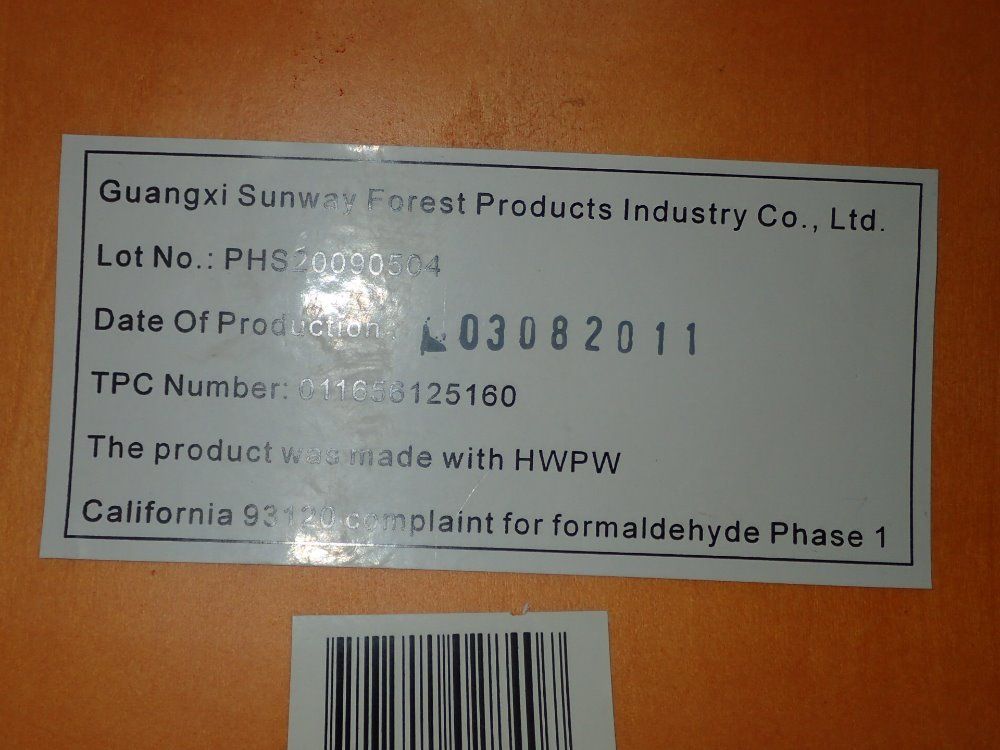 Guangxi Sunway Forest Products Industry Co., Ltd.
Lot No.: PHS20090504
Date Of Production: 03082011
TPC Number: 011656125160
The product was made with HWPW
California 93120 complaint for formaldehyde Phase 1